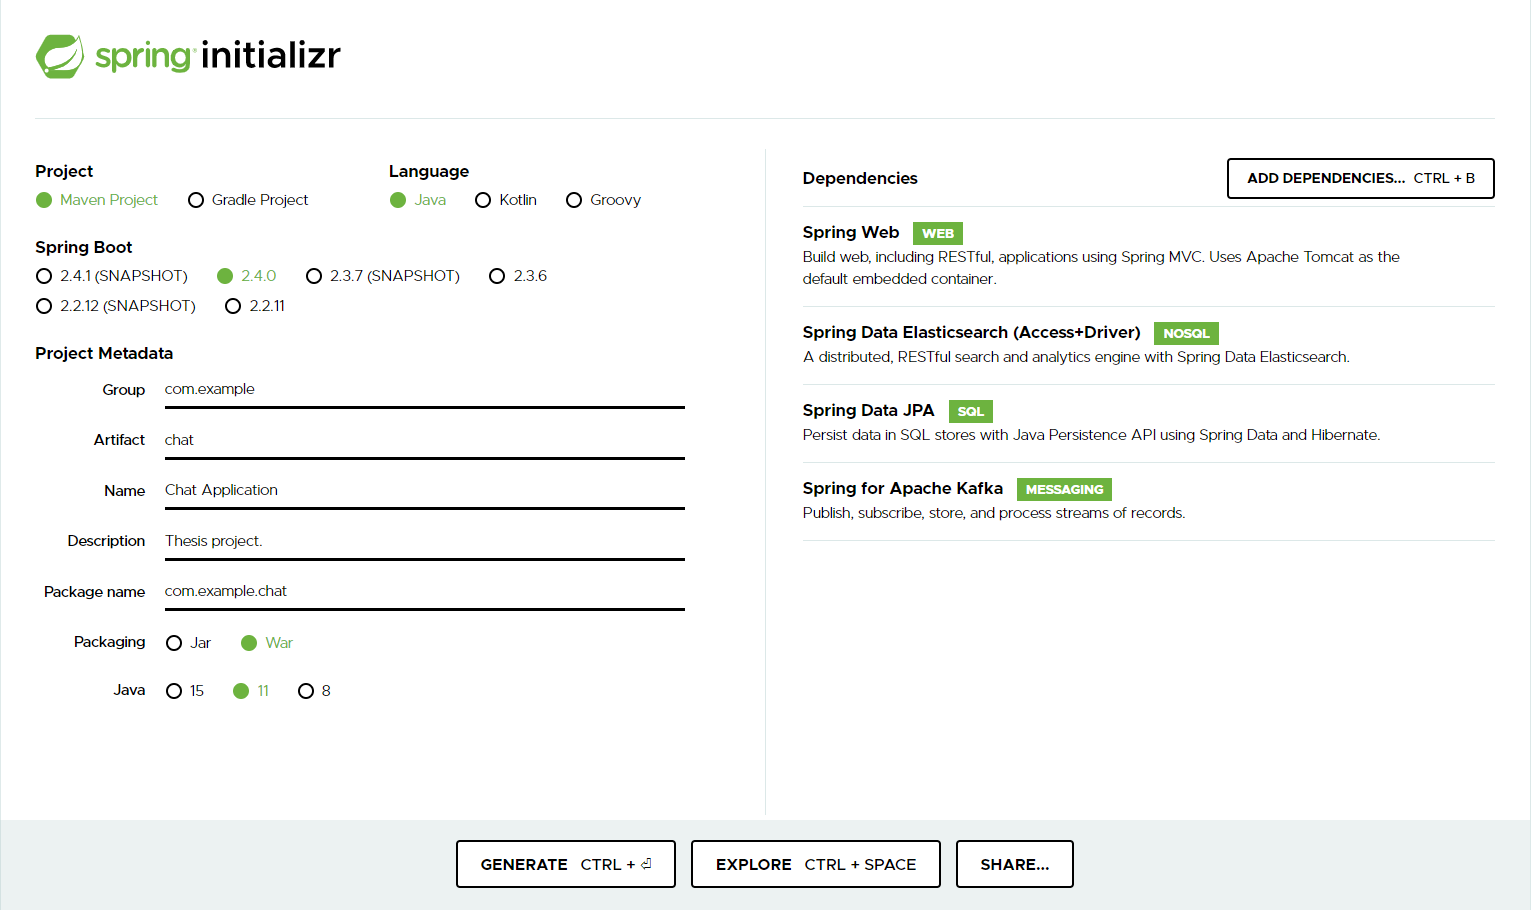 spring initializr
Project
Maven Project Gradle Project
Language
Java Kotlin Groovy
Spring Boot
2.4.1 (SNAPSHOT) 2.4.0 2.3.7 (SNAPSHOT) 2.3.6
2.2.12 (SNAPSHOT) 2.2.11
Project Metadata
Group com.example
Artifact chat
Name Chat Application
Description Thesis project.
Package name com.example.chat
Packaging Jar War
Java 15 11 8
Dependencies ADD DEPENDENCIES... CTRL + B
Spring Web WEB
Build web, including RESTful, applications using Spring MVC. Uses Apache Tomcat as the
default embedded container.
Spring Data Elasticsearch (Access+Driver) NOSQL
A distributed, RESTful search and analytics engine with Spring Data Elasticsearch.
Spring Data JPA SQL
Persist data in SQL stores with Java Persistence API using Spring Data and Hibernate.
Spring for Apache Kafka MESSAGING
Publish, subscribe, store, and process streams of records.
GENERATE CTRL + ⏎ EXPLORE CTRL + SPACE SHARE...